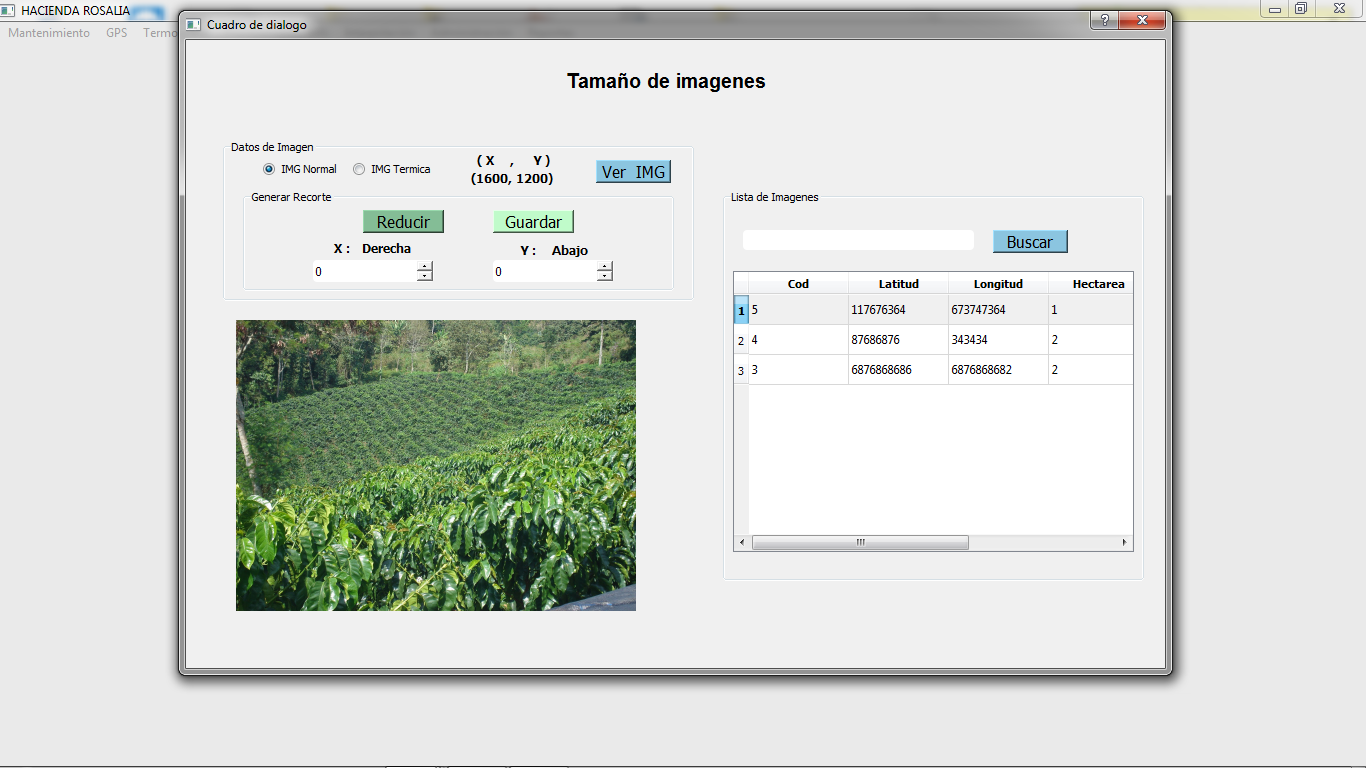 HACIENDA ROSALIA
Mantenimiento GPS Termo
Cuadro de dialogo
Tamaño de imagenes
Datos de Imagen
IMG Normal IMG Termica
( X , Y )
(1600, 1200)
Ver IMG
Generar Recorte
Reducir Guardar
X : Derecha Y : Abajo
0 0
Lista de Imagenes
Buscar
Cod Latitud Longitud Hectarea
1 5 117676364 673747364 1
2 4 87686876 343434 2
3 3 6876868686 6876868682 2